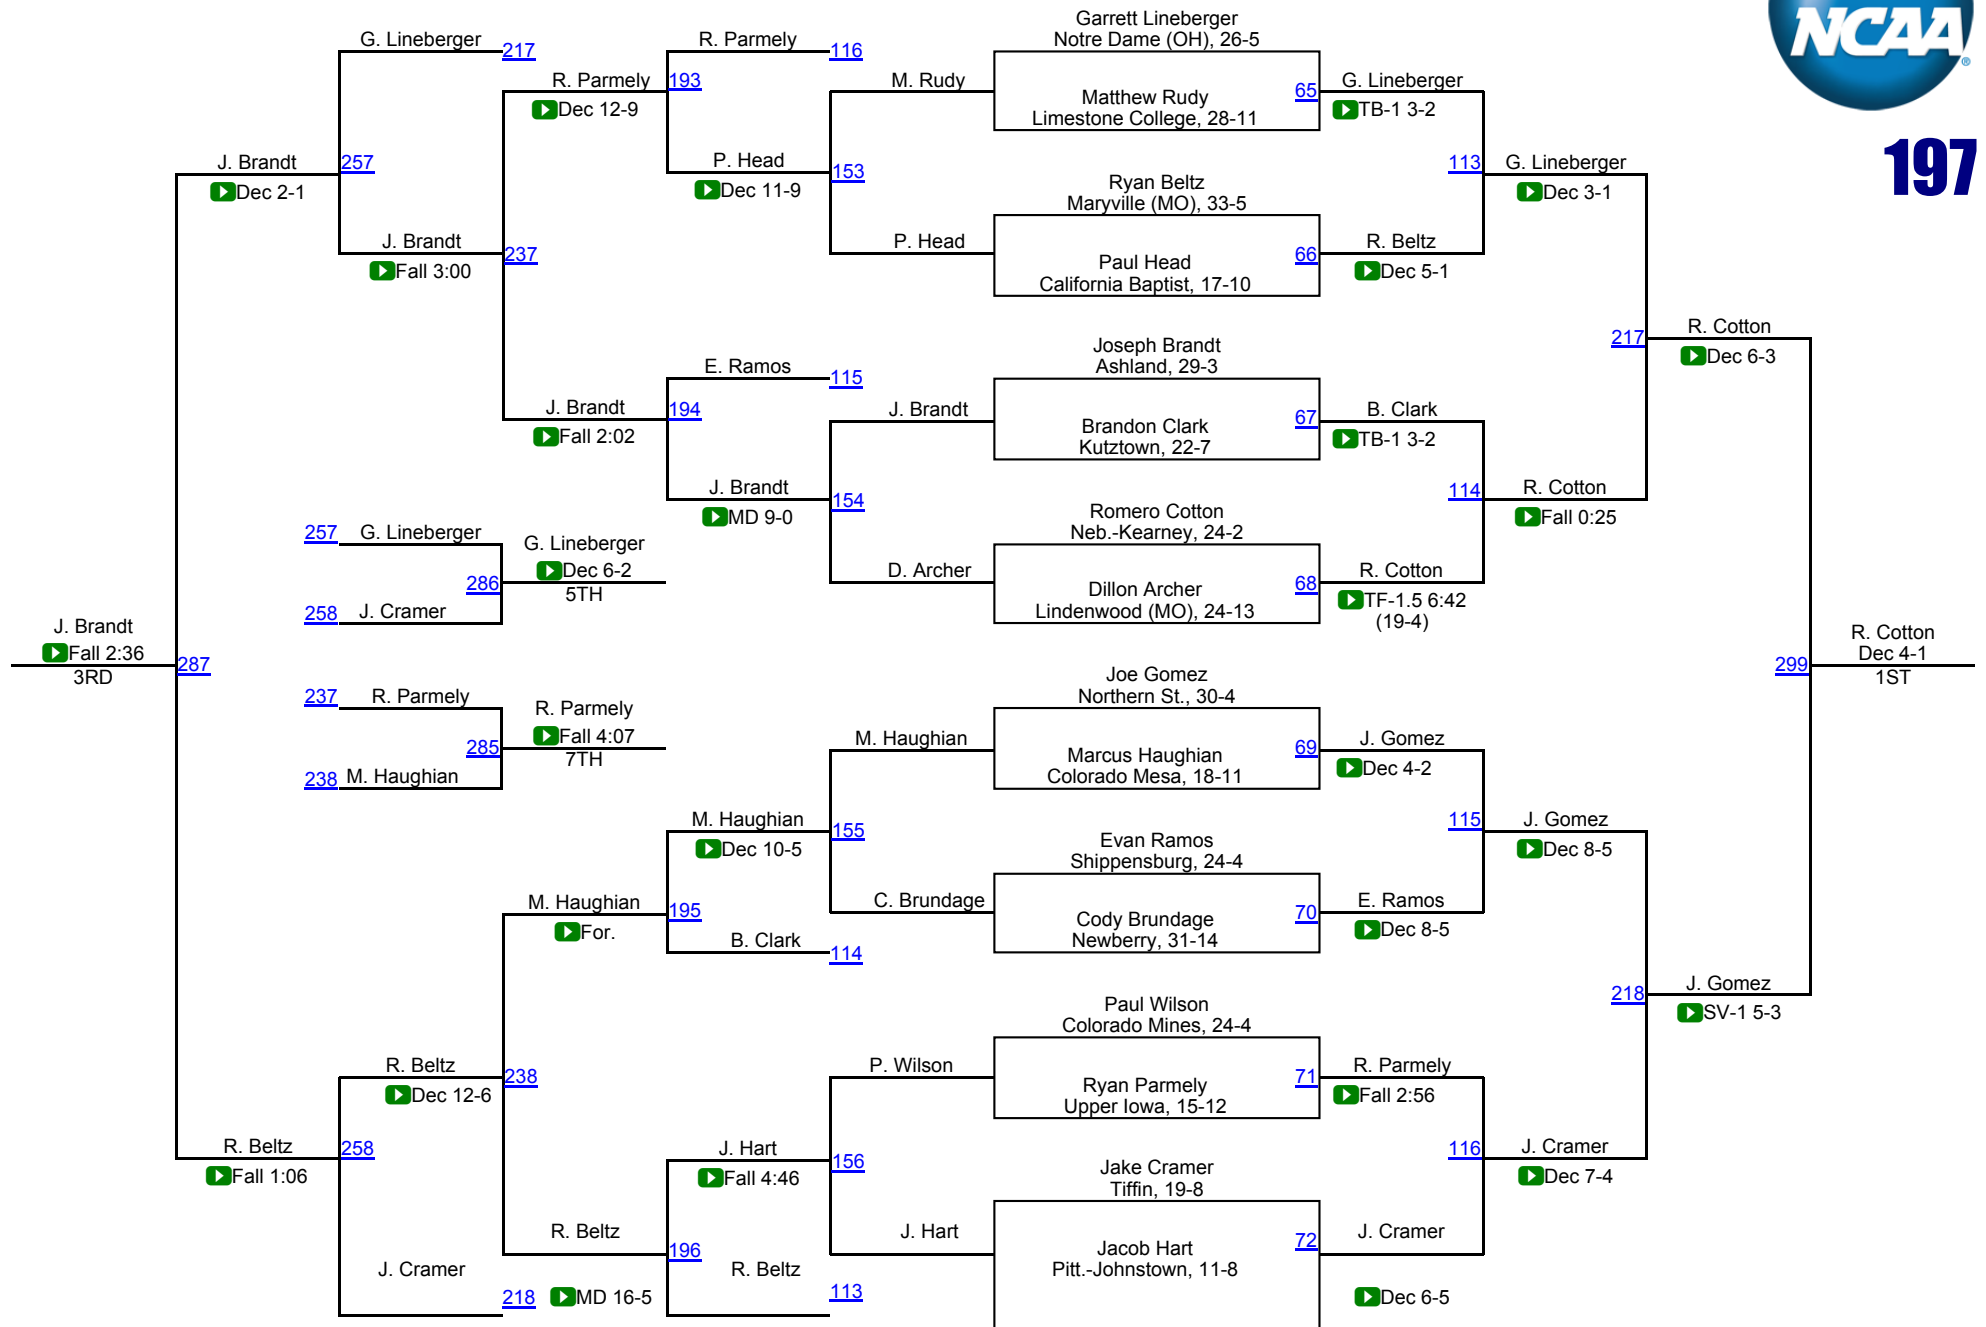 NCAA
®
197
G. Lineberger
217
R. Parmely
Dec 12-9
193
R. Parmely
116
M. Rudy
Garrett Lineberger
Notre Dame (OH), 26-5
Matthew Rudy
Limestone College, 28-11
65
G. Lineberger
TB-1 3-2
J. Brandt
Dec 2-1
257
P. Head
Dec 11-9
153
113
G. Lineberger
Dec 3-1
Ryan Beltz
Maryville (MO), 33-5
Paul Head
California Baptist, 17-10
P. Head
66
R. Beltz
Dec 5-1
J. Brandt
Fall 3:00
237
217
R. Cotton
Dec 6-3
E. Ramos
115
Joseph Brandt
Ashland, 29-3
Brandon Clark
Kutztown, 22-7
J. Brandt
Fall 2:02
194
J. Brandt
67
B. Clark
TB-1 3-2
J. Brandt
MD 9-0
154
114
R. Cotton
Fall 0:25
Romero Cotton
Neb.-Kearney, 24-2
Dillon Archer
Lindenwood (MO), 24-13
D. Archer
68
R. Cotton
TF-1.5 6:42
(19-4)
257
G. Lineberger
G. Lineberger
Dec 6-2
5TH
286
258
J. Cramer
J. Brandt
Fall 2:36
3RD
287
299
R. Cotton
Dec 4-1
1ST
237
R. Parmely
R. Parmely
Fall 4:07
7TH
285
238
M. Haughian
M. Haughian
Joe Gomez
Northern St., 30-4
Marcus Haughian
Colorado Mesa, 18-11
69
J. Gomez
Dec 4-2
M. Haughian
Dec 10-5
155
115
J. Gomez
Dec 8-5
Evan Ramos
Shippensburg, 24-4
Cody Brundage
Newberry, 31-14
M. Haughian
For.
195
C. Brundage
70
E. Ramos
Dec 8-5
B. Clark
114
218
J. Gomez
SV-1 5-3
Paul Wilson
Colorado Mines, 24-4
Ryan Parmely
Upper Iowa, 15-12
R. Beltz
Dec 12-6
238
P. Wilson
71
R. Parmely
Fall 2:56
R. Beltz
Fall 1:06
258
J. Hart
Fall 4:46
156
116
J. Cramer
Dec 7-4
Jake Cramer
Tiffin, 19-8
Jacob Hart
Pitt.-Johnstown, 11-8
R. Beltz
MD 16-5
196
J. Hart
72
J. Cramer
Dec 6-5
J. Cramer
218
R. Beltz
113